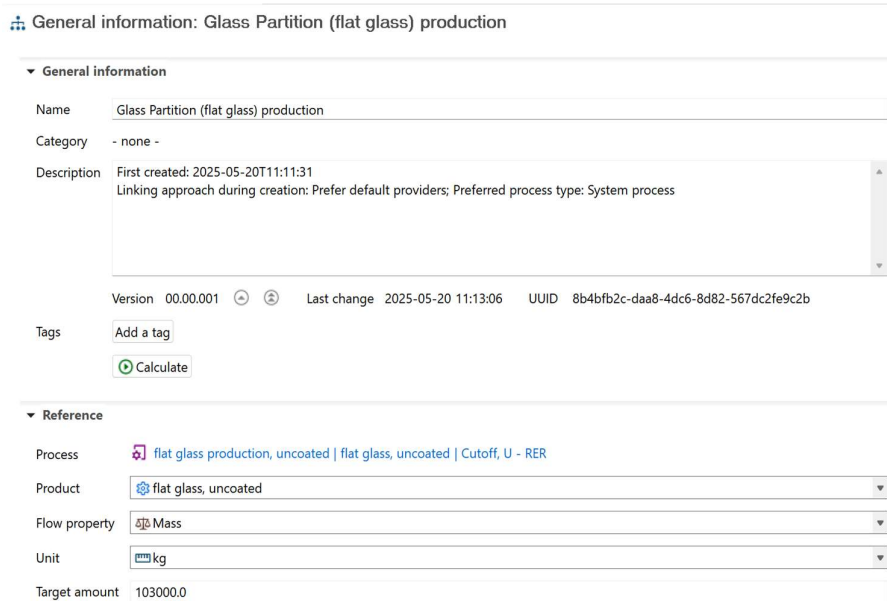 General information: Glass Partition (flat glass) production
General information
Name Glass Partition (flat glass) production
Category - none -
Description First created: 2025-05-20T11:11:31
Linking approach during creation: Prefer default providers; Preferred process type: System process
Version 00.00.001 Last change 2025-05-20 11:13:06 UUID 8b4bfb2c-daa8-4dc6-8d82-567dc2fe9c2b
Tags Add a tag
Calculate
Reference
Process flat glass production, uncoated | flat glass, uncoated | Cutoff, U - RER
Product flat glass, uncoated
Flow property Mass
Unit kg
Target amount 103000.0